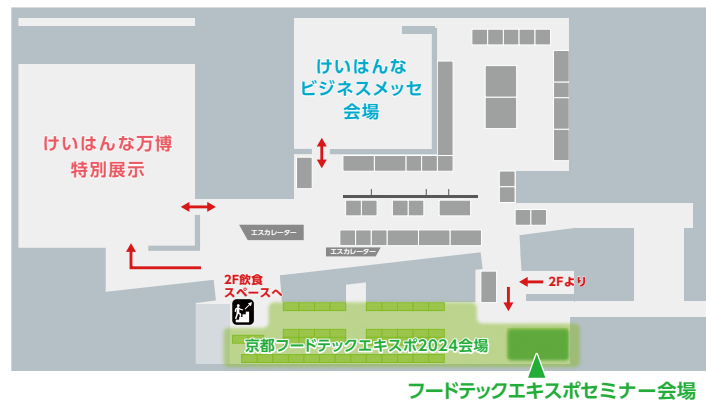 けいはんな
ビジネスメッセ
会場
けいはんな万博
特別展示
エスカレーター
エスカレーター
2F飲食
スペースへ
2Fより
京都フードテックエキスポ2024会場
フードテックエキスポセミナー会場